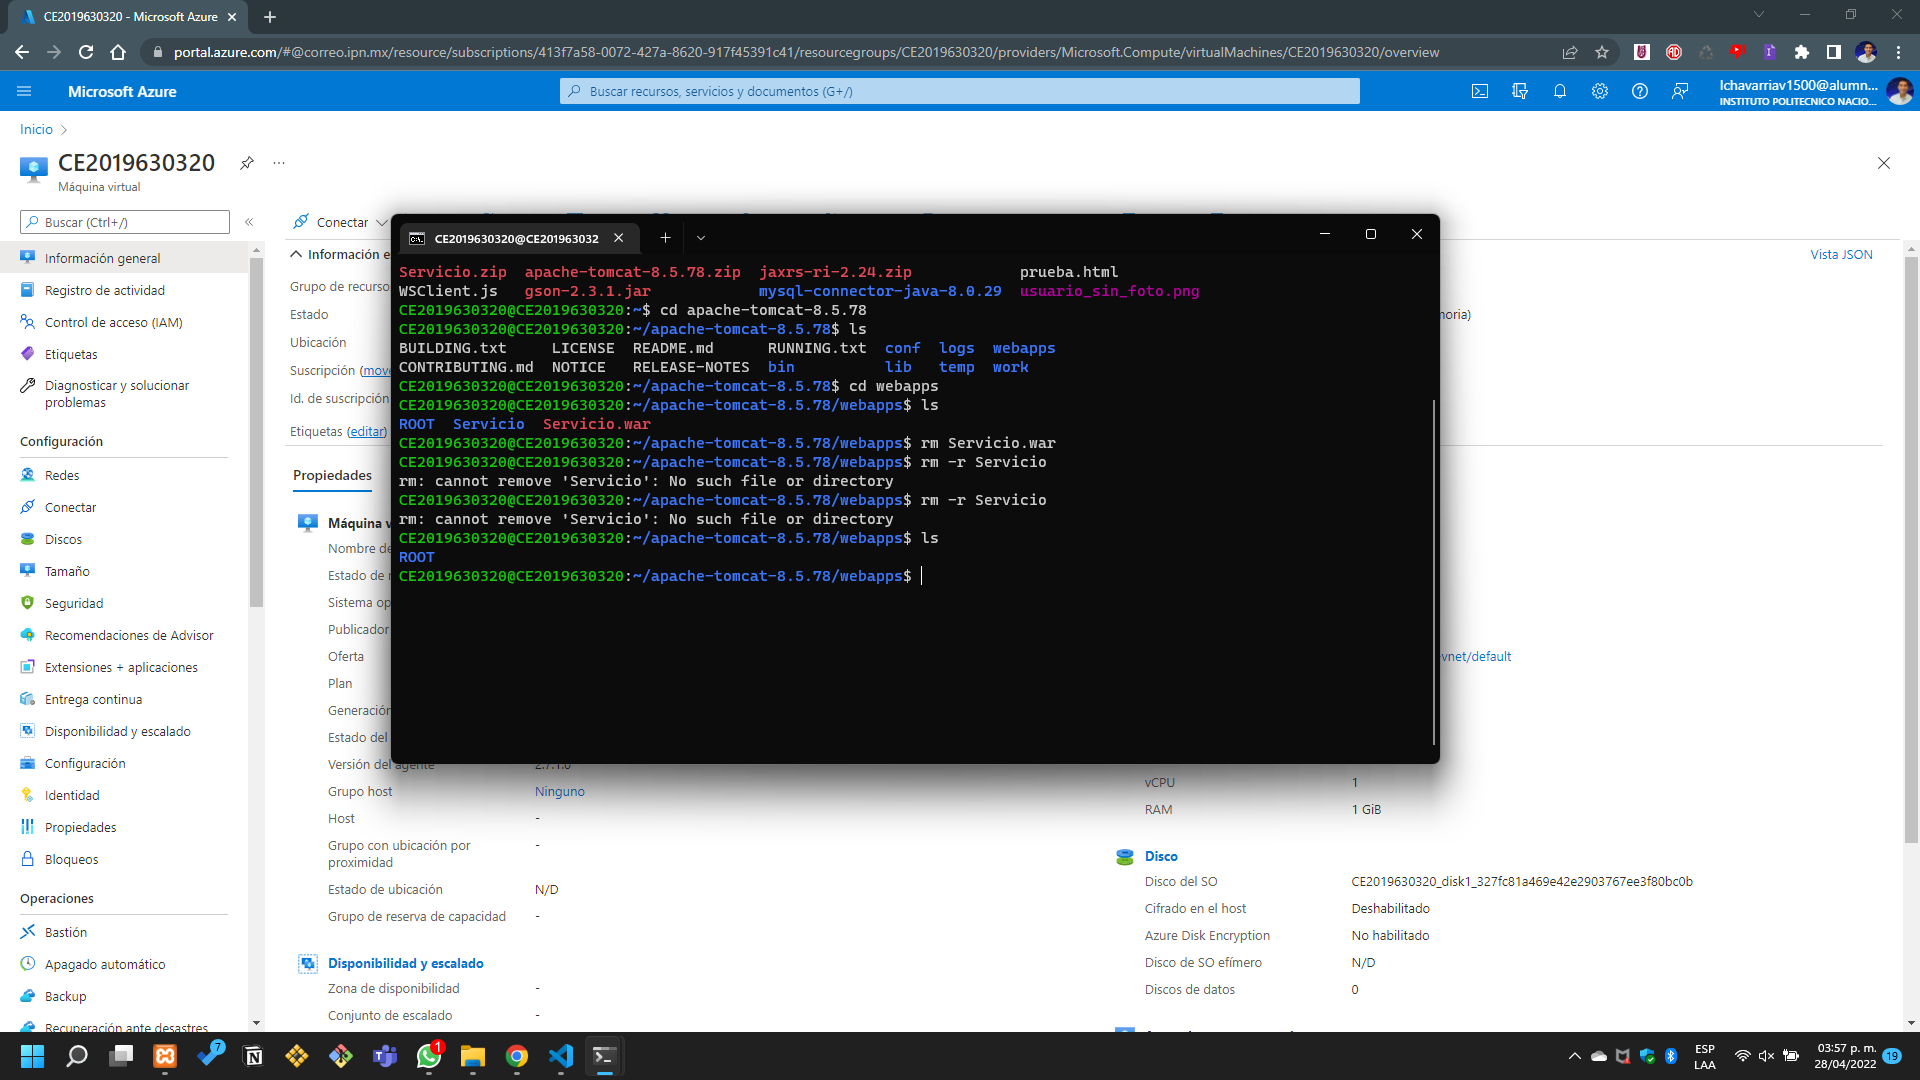 CE2019630320 - Microsoft Azure
portal.azure.com/#@correo.ipn.mx/resource/subscriptions/413f7a58-0072-427a-8620-917f45391c41/resourcegroups/CE2019630320/providers/Microsoft.Compute/virtualMachines/CE2019630320/overview
Microsoft Azure
Buscar recursos, servicios y documentos (G+/)
lchavarriav1500@alumn...
INSTITUTO POLITECNICO NACIO...
Inicio
CE2019630320
Máquina virtual
Buscar (Ctrl+/)
Conectar
Información general
Registro de actividad
Control de acceso (IAM)
Etiquetas
Diagnosticar y solucionar
problemas
Configuración
Redes
Conectar
Discos
Tamaño
Seguridad
Recomendaciones de Advisor
Extensiones + aplicaciones
Entrega continua
Disponibilidad y escalado
Configuración
Identidad
Propiedades
Bloqueos
Operaciones
Bastión
Apagado automático
Backup
Recuperación ante desastres
Información e
Vista JSON
Grupo de recurso
Estado
Ubicación
Suscripción (move
Id. de suscripción
Etiquetas (editar)
moria)
Propiedades
Máquina v
Nombre de
Estado de
Sistema op
Publicador
Oferta
Plan
Generación
Estado del
Versión del agente 2.7.1.0
Grupo host Ninguno
Host -
Grupo con ubicación por
proximidad -
Estado de ubicación N/D
Grupo de reserva de capacidad -
Disponibilidad y escalado
Zona de disponibilidad -
Conjunto de escalado -
vnet/default
vCPU 1
RAM 1 GiB
Disco
Disco del SO CE2019630320_disk1_327fc81a469e42e2903767ee3f80bc0b
Cifrado en el host Deshabilitado
Azure Disk Encryption No habilitado
Disco de SO efímero N/D
Discos de datos 0
CE2019630320@CE201963032
Servicio.zip apache-tomcat-8.5.78.zip jaxrs-ri-2.24.zip prueba.html
WSClient.js gson-2.3.1.jar mysql-connector-java-8.0.29 usuario_sin_foto.png
CE2019630320@CE2019630320:~$ cd apache-tomcat-8.5.78
CE2019630320@CE2019630320:~/apache-tomcat-8.5.78$ ls
BUILDING.txt LICENSE README.md RUNNING.txt conf logs webapps
CONTRIBUTING.md NOTICE RELEASE-NOTES bin lib temp work
CE2019630320@CE2019630320:~/apache-tomcat-8.5.78$ cd webapps
CE2019630320@CE2019630320:~/apache-tomcat-8.5.78/webapps$ ls
ROOT Servicio Servicio.war
CE2019630320@CE2019630320:~/apache-tomcat-8.5.78/webapps$ rm Servicio.war
CE2019630320@CE2019630320:~/apache-tomcat-8.5.78/webapps$ rm -r Servicio
rm: cannot remove 'Servicio': No such file or directory
CE2019630320@CE2019630320:~/apache-tomcat-8.5.78/webapps$ rm -r Servicio
rm: cannot remove 'Servicio': No such file or directory
CE2019630320@CE2019630320:~/apache-tomcat-8.5.78/webapps$ ls
ROOT
CE2019630320@CE2019630320:~/apache-tomcat-8.5.78/webapps$
7
1
ESP
LAA
03:57 p. m.
28/04/2022
19